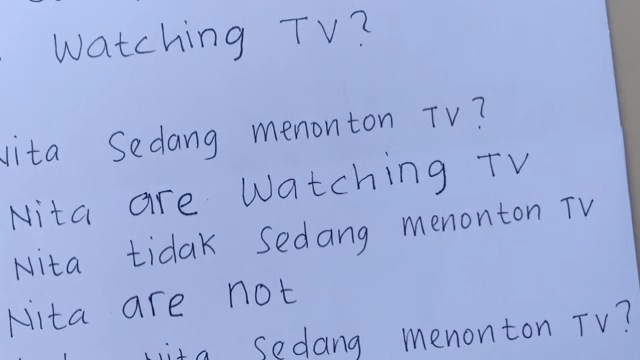 Watching TV?
Nita Sedang menonton TV?
Nita are Watching TV
Nita tidak Sedang menonton TV
Nita are not
Nita Sedang menonton TV?